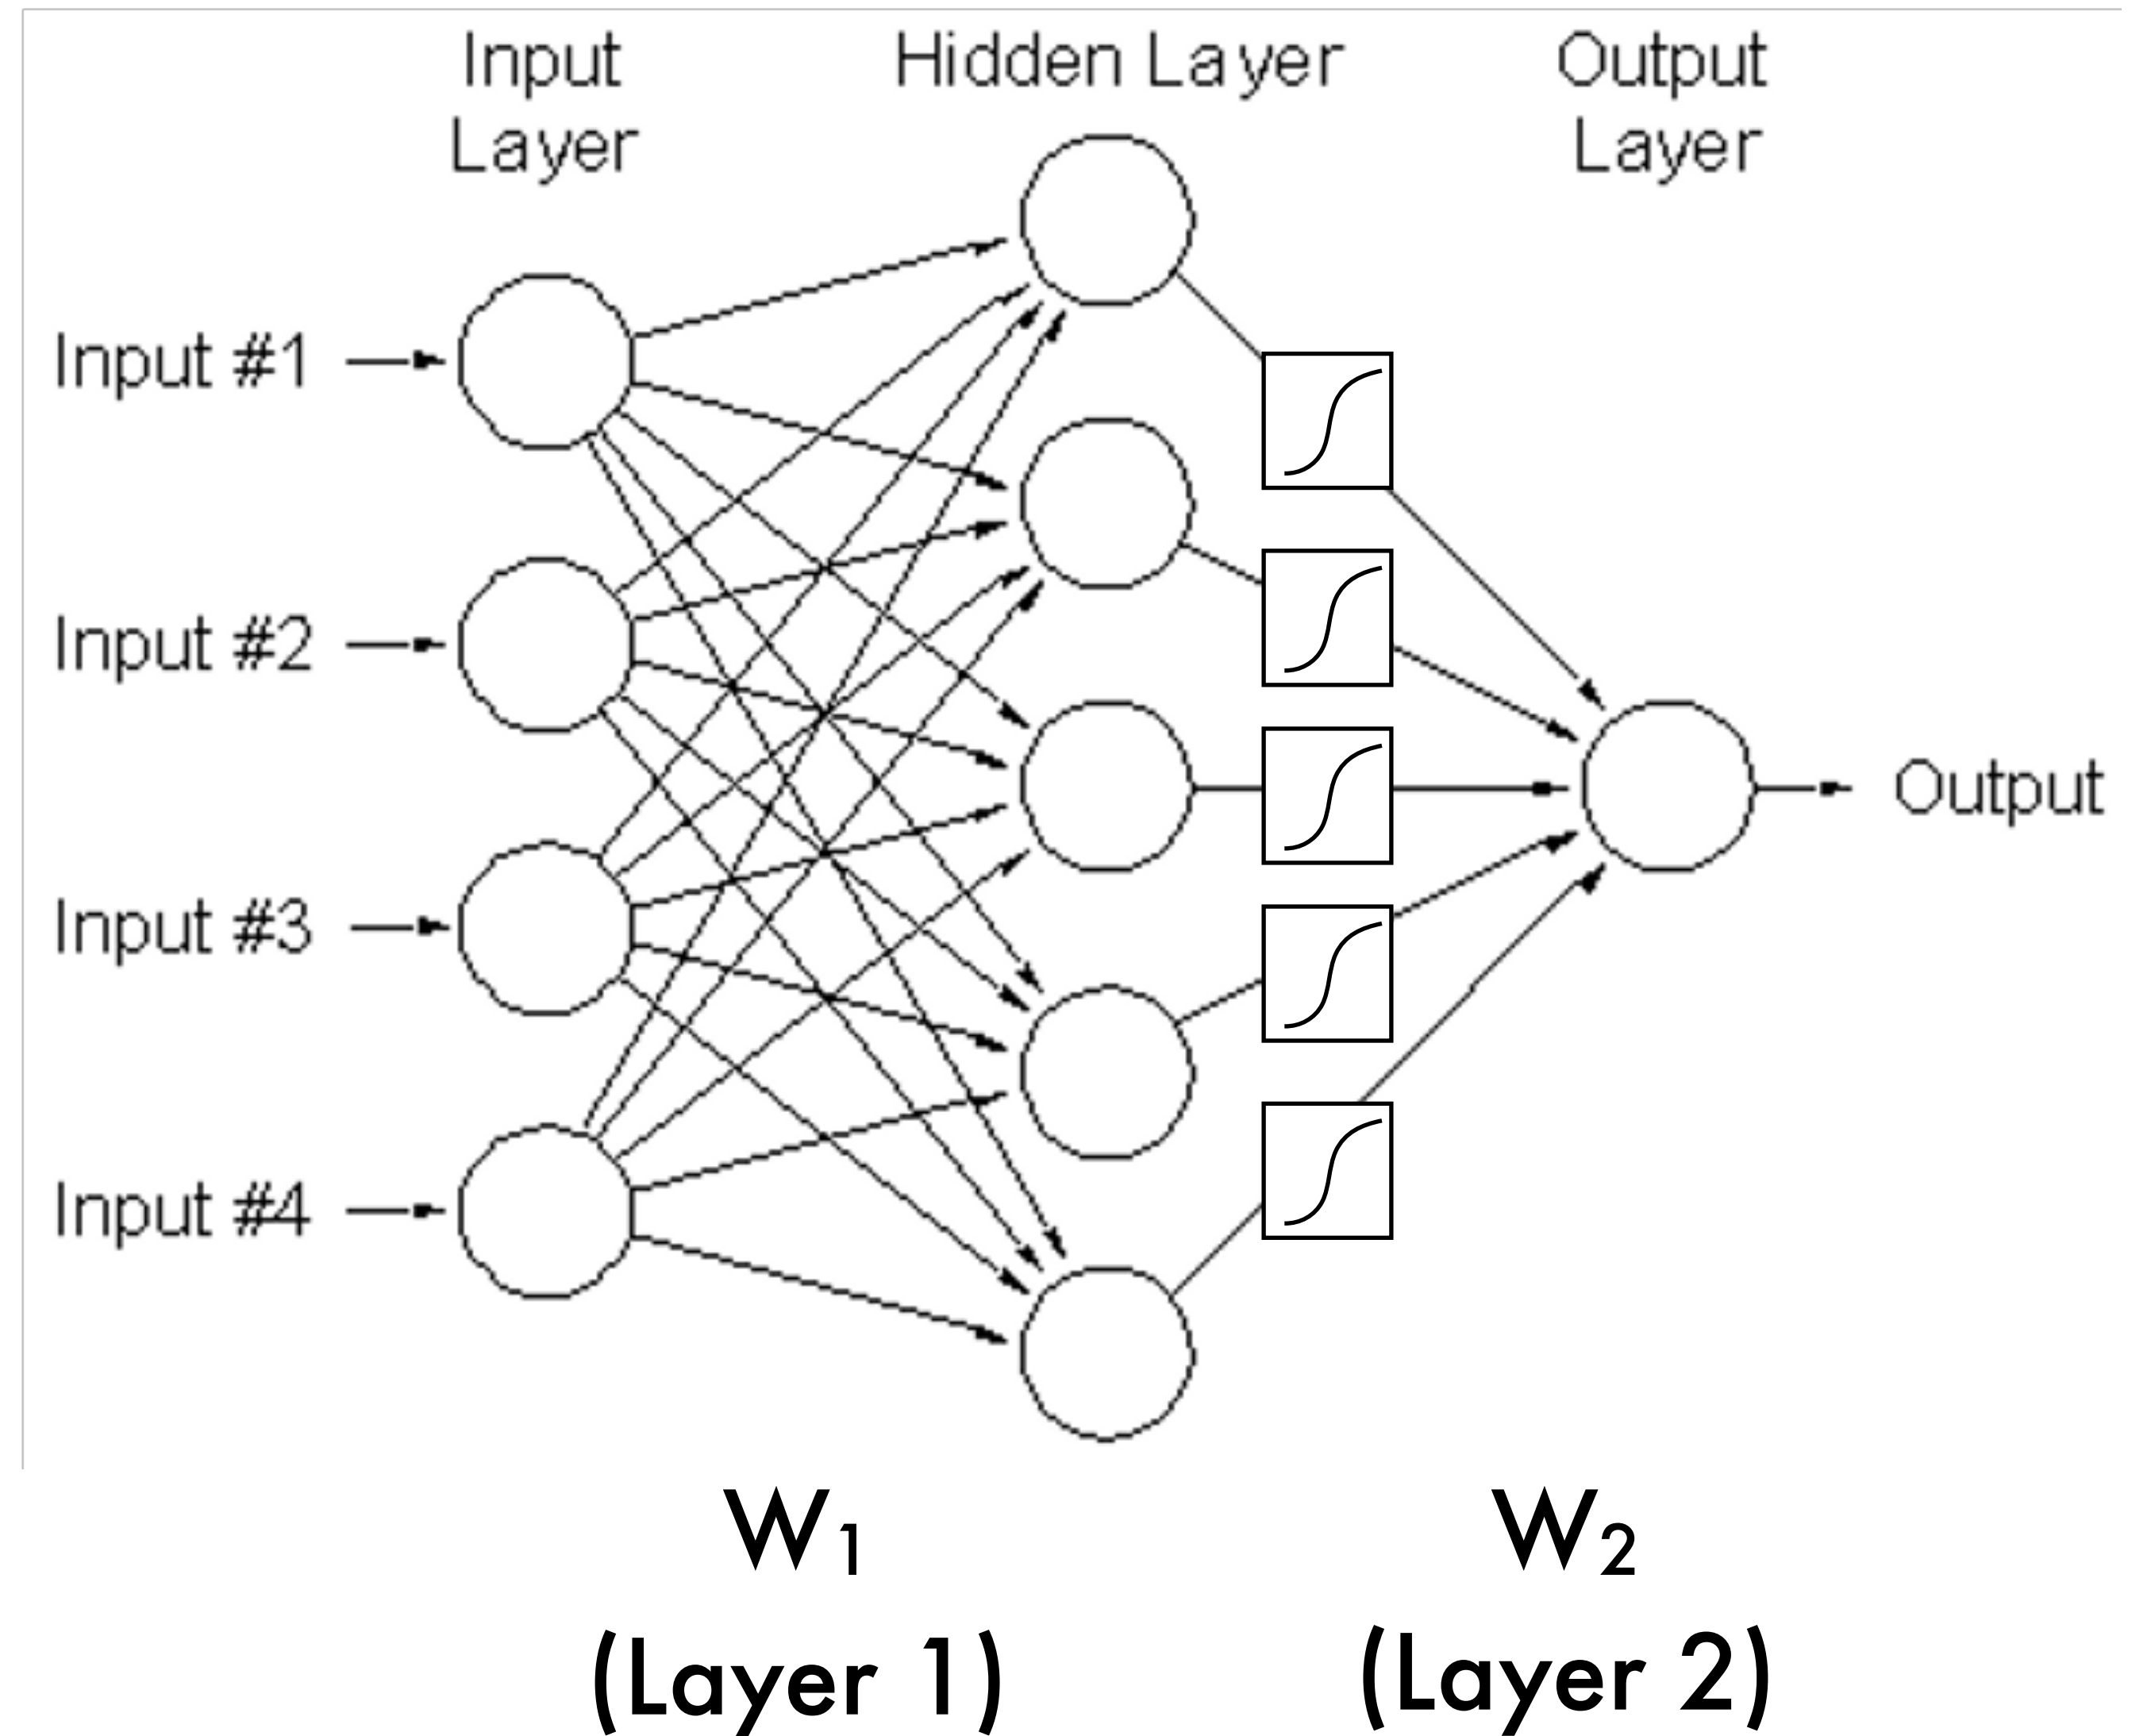 Input
Layer
Hidden Layer
Output
Layer
Input #1
Input #2
Input #3
Input #4
Output
W1
(Layer 1)
W2
(Layer 2)